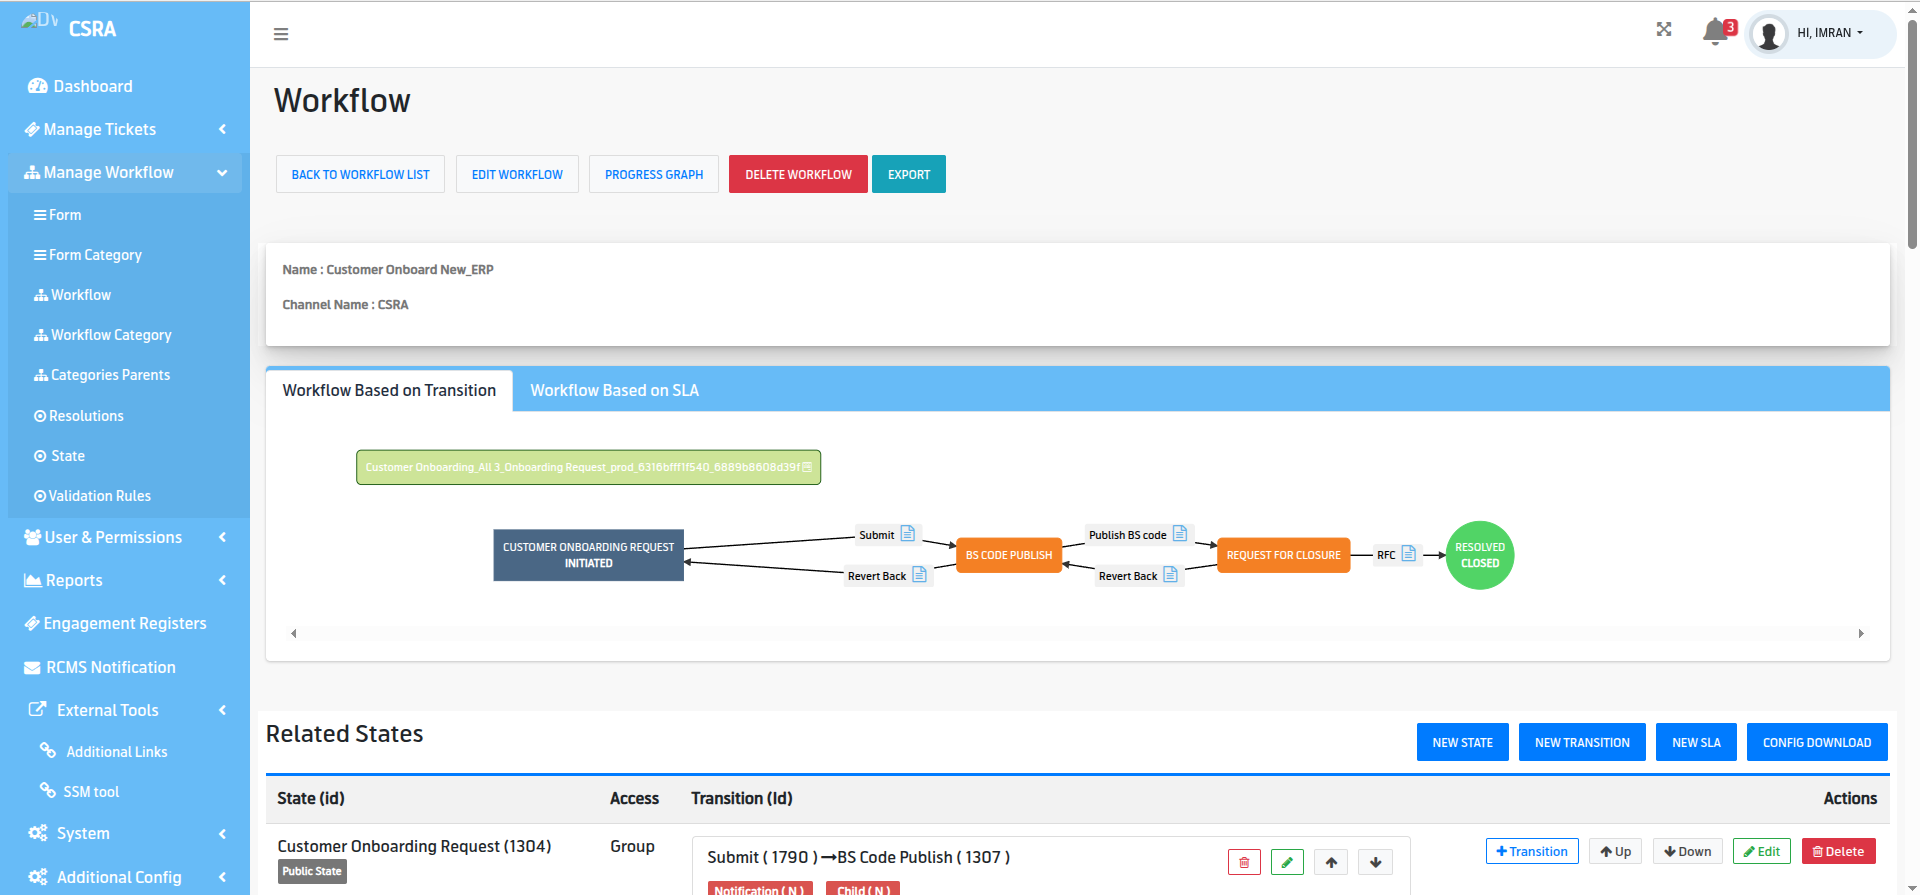 CSRA
HI, IMRAN
3
Dashboard
Manage Tickets
Manage Workflow
Form
Form Category
Workflow
Workflow Category
Categories Parents
Resolutions
State
Validation Rules
User & Permissions
Reports
Engagement Registers
RCMS Notification
External Tools
Additional Links
SSM tool
System
Additional Config
Workflow
BACK TO WORKFLOW LIST
EDIT WORKFLOW
PROGRESS GRAPH
DELETE WORKFLOW
EXPORT
Name : Customer Onboard New_ERP
Channel Name : CSRA
Workflow Based on Transition
Workflow Based on SLA
Customer Onboarding_All 3_Onboarding Request_prod_6316bfff1f540_6889b8608d39f
CUSTOMER ONBOARDING REQUEST
INITIATED
Submit
Revert Back
BS CODE PUBLISH
Publish BS code
Revert Back
REQUEST FOR CLOSURE
RFC
RESOLVED
CLOSED
Related States
NEW STATE
NEW TRANSITION
NEW SLA
CONFIG DOWNLOAD
State (id)
Access
Transition (Id)
Actions
Customer Onboarding Request (1304)
Public State
Group
Submit ( 1790 ) →BS Code Publish ( 1307 )
Notification ( N )
Child ( N )
Transition
Up
Down
Edit
Delete